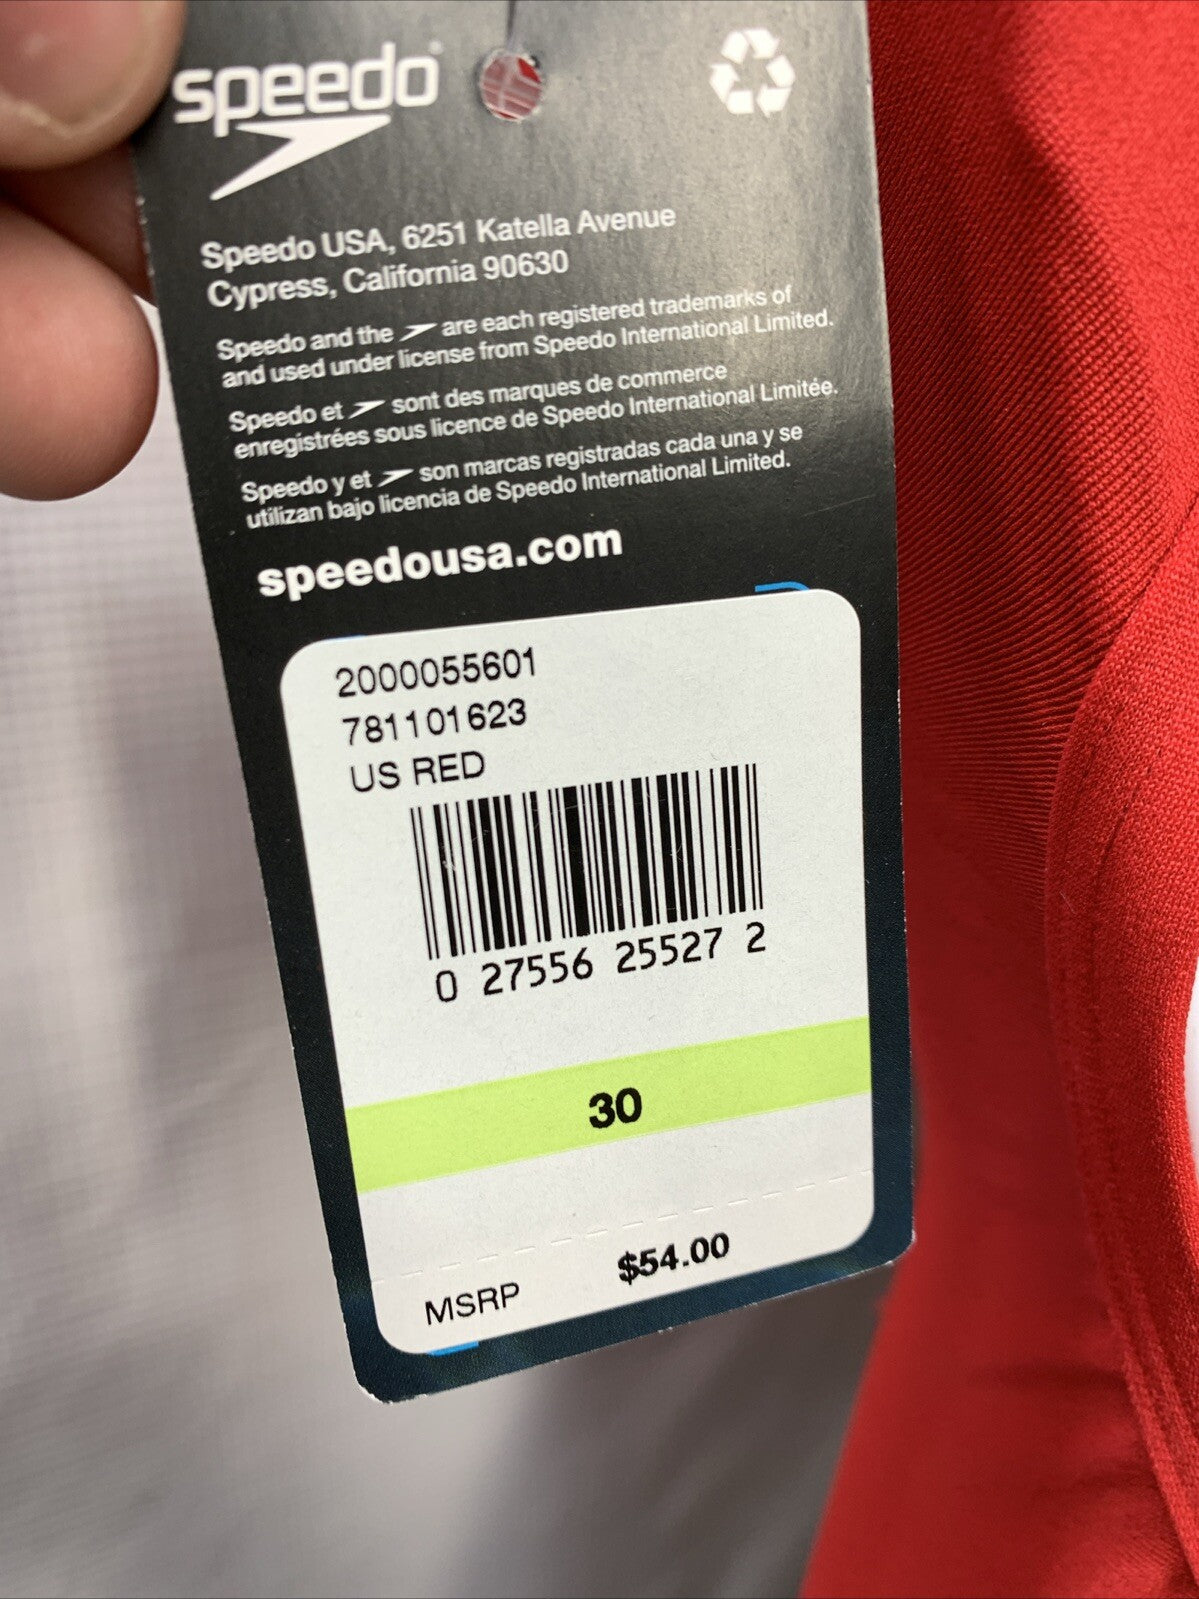 speedo
Speedo USA, 6251 Katella Avenue
Cypress, California 90630
Speedo and the are each registered trademarks of
and used under license from Speedo International Limited.
Speedo et sont des marques de commerce
enregistrées sous licence de Speedo International Limitée.
Speedo y et son marcas registradas cada una y se
utilizan bajo licencia de Speedo International Limited.
speedousa.com
2000055601
781101623
US RED
0 27556 25527 2
30
MSRP $54.00